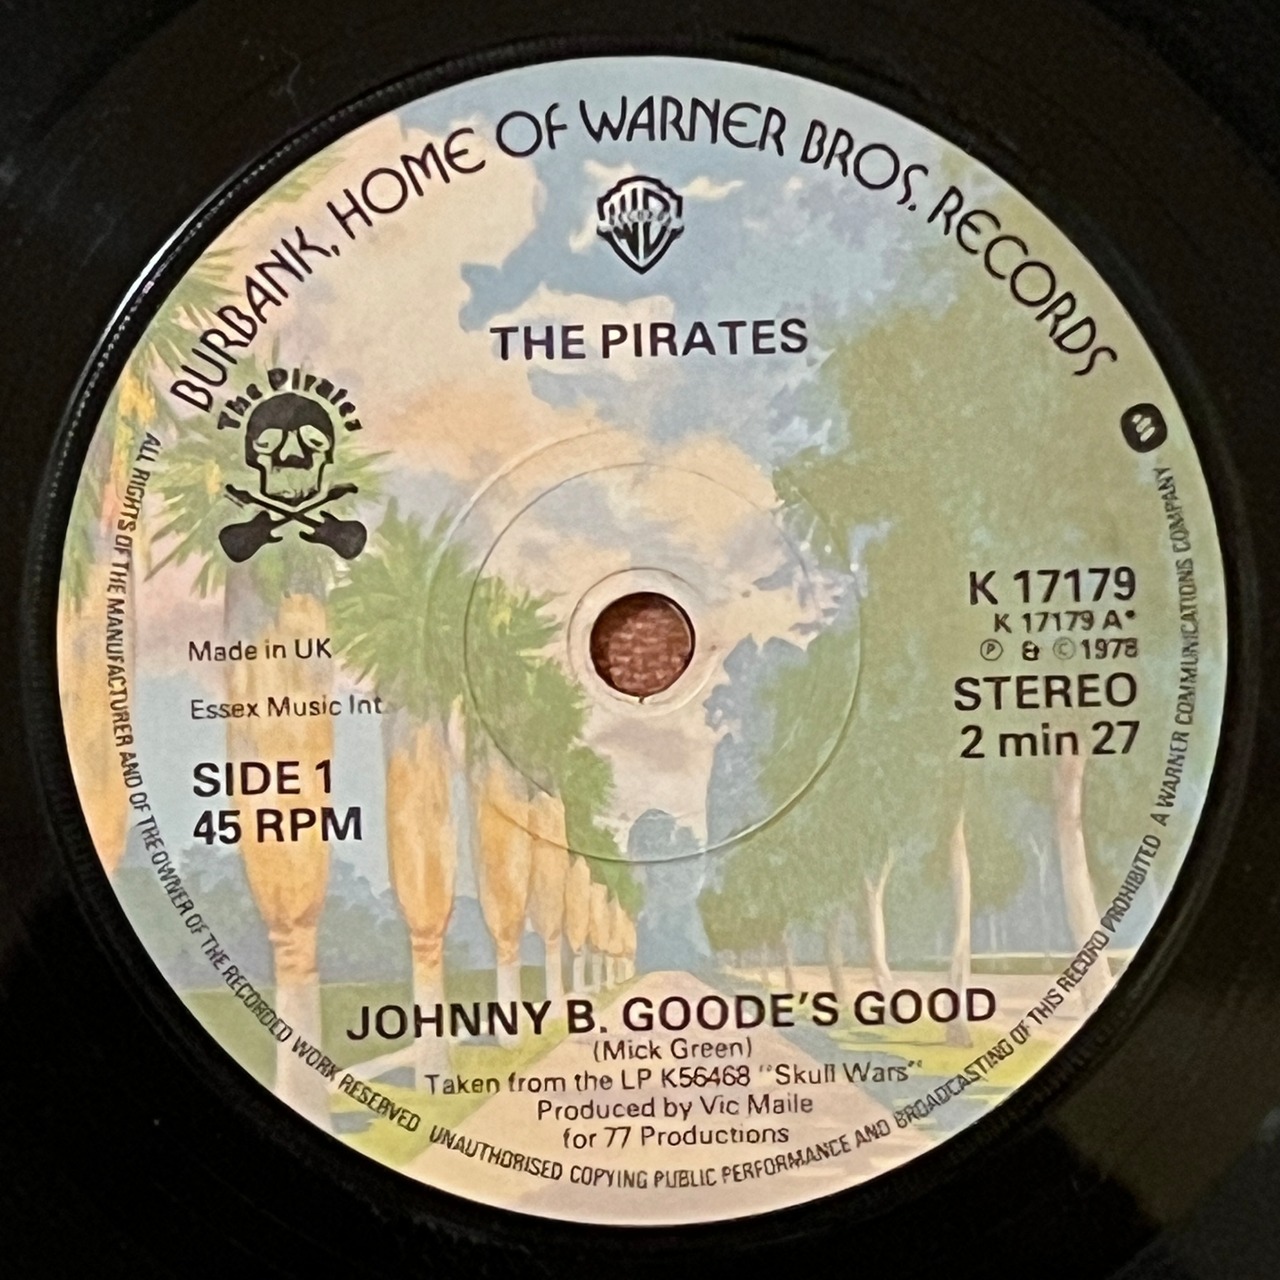 BURBANK, HOME OF WARNER BROS. RECORDS
RECORDS
THE PIRATES
The Pirates
K 17179
K 17179 A*
Ⓟ & ©1978
STEREO
2 min 27
Made in UK
Essex Music Int.
SIDE 1
45 RPM
JOHNNY B. GOODE'S GOOD
(Mick Green)
Taken from the LP K56468 "Skull Wars"
Produced by Vic Maile
for 77 Productions
ALL RIGHTS OF THE MANUFACTURER AND OF THE OWNER OF THE RECORDED WORK RESERVED UNAUTHORISED COPYING PUBLIC PERFORMANCE AND BROADCASTING OF THIS RECORD PROHIBITED A WARNER COMMUNICATIONS COMPANY